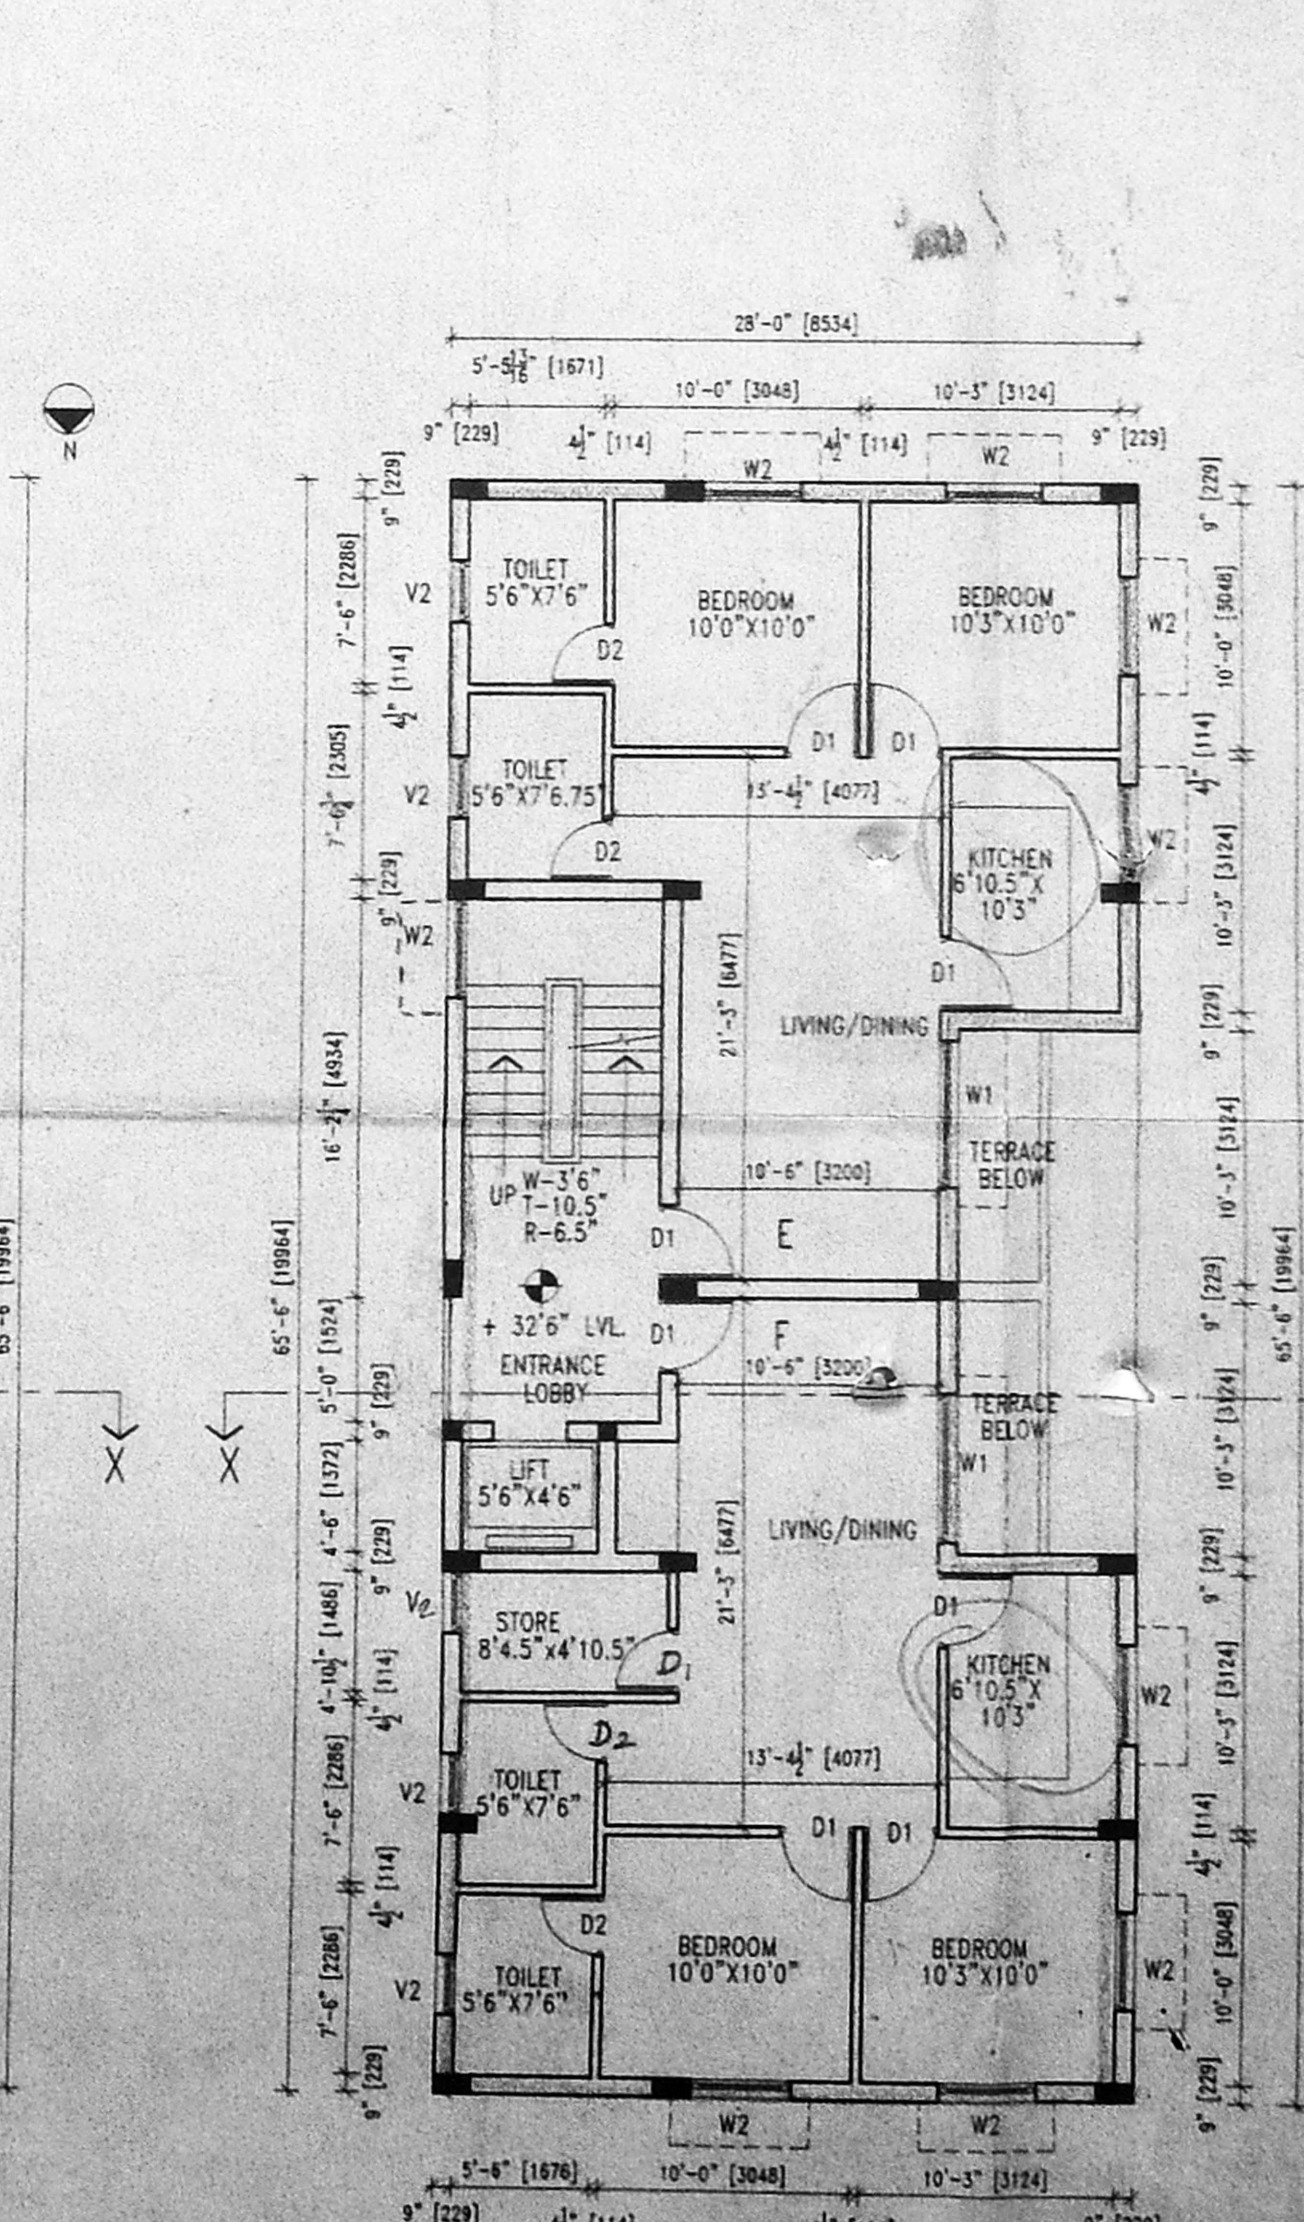 28'-0" [8534]
5'-5 13/16" [1671]
10'-0" [3048]
10'-3" [3124]
9" [229]
4½" [114]
4½" [114]
9" [229]
N
W2
W2
9" [229]
9" [229]
TOILET
5'6"X7'6"
BEDROOM
10'0"X10'0"
BEDROOM
10'3"X10'0"
V2
7'-6" [2286]
W2
10'-0" [3048]
D2
4½" [114]
D1
D1
4½" [114]
TOILET
5'6"X7'6.75"
13'-4½" [4077]
V2
7'-6¾" [2305]
W2
D2
KITCHEN
6'10.5"X
10'3"
10'-3" [3124]
9" [229]
W2
D1
21'-3" [6477]
LIVING/DINING
9" [229]
16'-2¼" [4934]
W1
TERRACE
BELOW
10'-3" [3124]
10'-6" [3200]
UP
W-3'6"
T-10.5"
R-6.5"
D1
E
9" [229]
65'-6" [19964]
65'-6" [19964]
65'-6" [19964]
+ 32'6" LVL.
D1
F
ENTRANCE
LOBBY
10'-6" [3200]
5'-0" [1524]
9" [229]
TERRACE
BELOW
10'-3" [3124]
X
X
W1
LIFT
5'6"X4'6"
4'-6" [1372]
21'-3" [6477]
LIVING/DINING
9" [229]
9" [229]
V2
STORE
8'4.5"x4'10.5"
D1
D1
4'-10½" [1486]
KITCHEN
6'10.5"X
10'3"
W2
10'-3" [3124]
4½" [114]
D2
13'-4½" [4077]
TOILET
5'6"X7'6"
V2
7'-6" [2286]
D1
D1
4½" [114]
4½" [114]
D2
BEDROOM
10'0"X10'0"
BEDROOM
10'3"X10'0"
W2
10'-0" [3048]
TOILET
5'6"X7'6"
V2
7'-6" [2286]
9" [229]
9" [229]
W2
W2
5'-6" [1676]
10'-0" [3048]
10'-3" [3124]
9" [229]